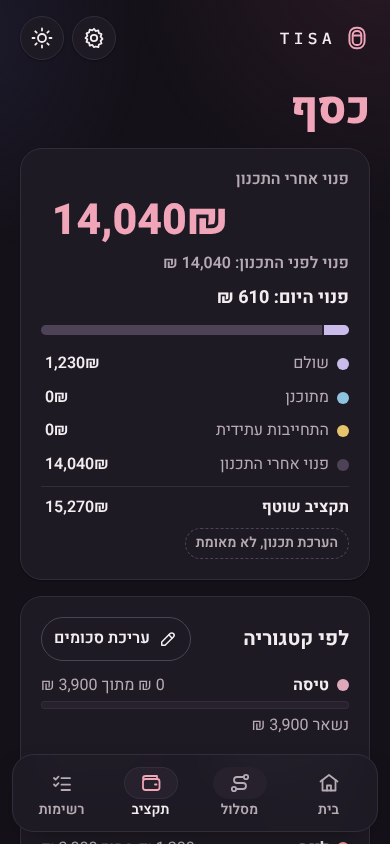 TISA
כסף
פנוי אחרי התכנון
14,040₪
פנוי לפני התכנון: 14,040 ₪
פנוי היום: 610 ₪
שולם 1,230₪
מתוכנן 0₪
התחייבות עתידית 0₪
פנוי אחרי התכנון 14,040₪
תקציב שוטף 15,270₪
הערכת תכנון, לא מאומת
לפי קטגוריה עריכת סכומים
טיסה 0 ₪ מתוך 3,900 ₪
נשאר 3,900 ₪
בית מסלול תקציב רשימות